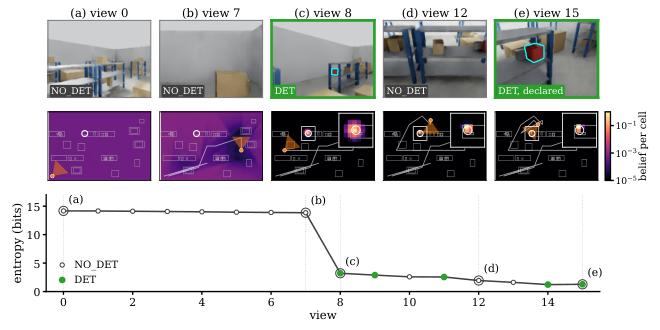 (a) view 0
(b) view 7
(c) view 8
(d) view 12
(e) view 15
NO_DET
NO_DET
DET
NO_DET
DET, declared
10⁻¹
10⁻⁵
belief per cell
entropy (bits)
15
10
5
0
(a)
(b)
(c)
(d)
(e)
NO_DET
DET
0
2
4
6
8
10
12
14
view